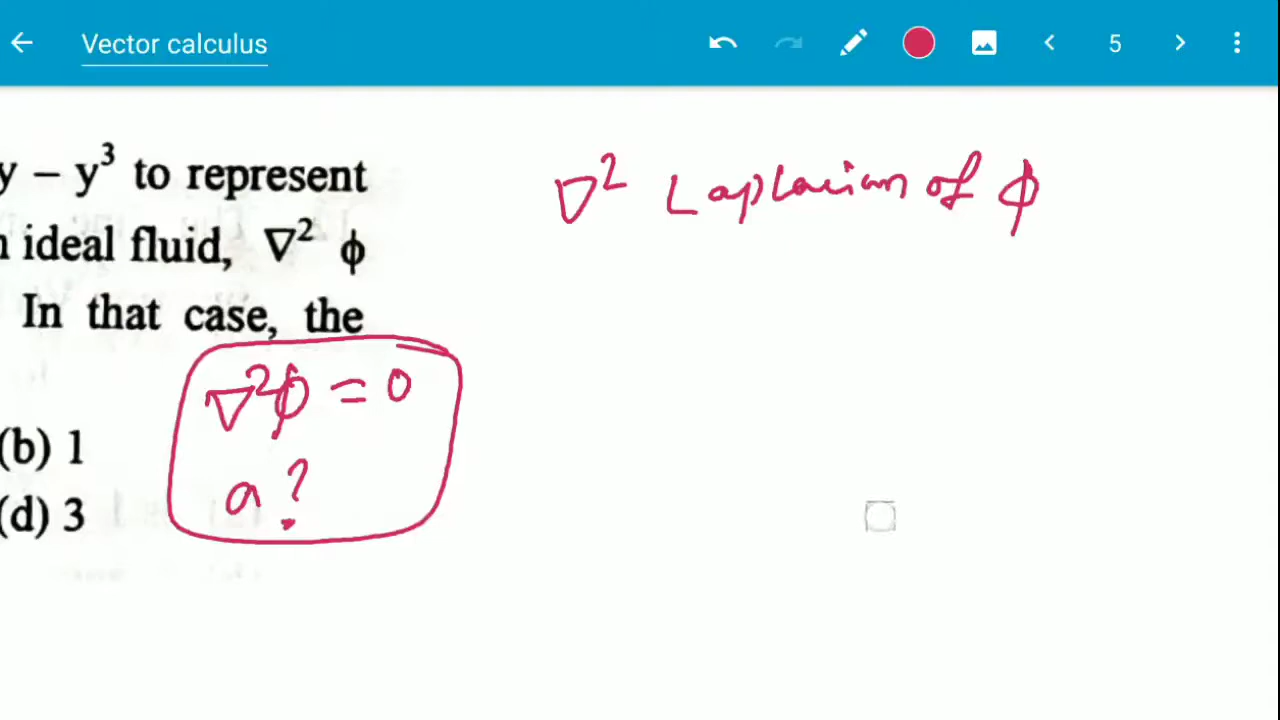 Vector calculus
5
y – y³ to represent
ideal fluid, ∇² ϕ
In that case, the
(b) 1
(d) 3
∇²ϕ = 0
a ?
∇² Laplacian of ϕ